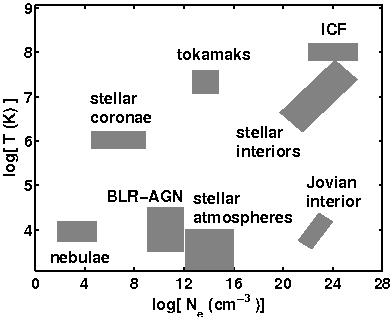 9
ICF
8
tokamaks
7
stellar
coronae
6
stellar
interiors
5
Jovian
interior
BLR-AGN
stellar
atmospheres
4
nebulae
0 4 8 12 16 20 24 28
log[ T (K)]
log[ Nₑ (cm⁻³)]